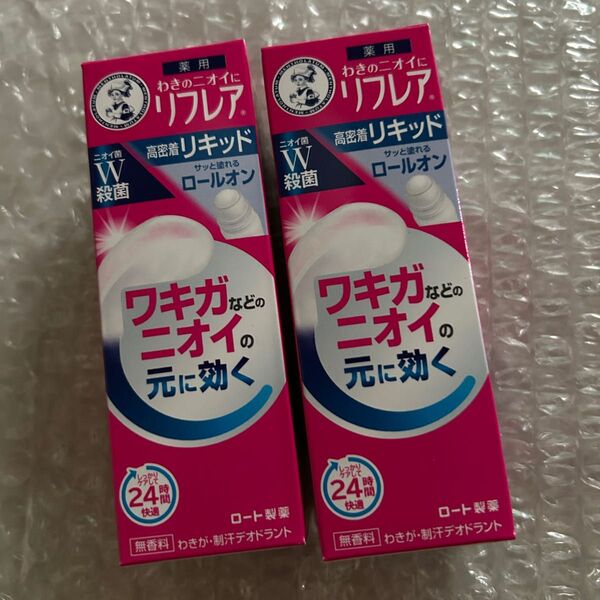 薬用
わきのニオイに
リフレア®
ニオイ菌
W
殺菌
高密着リキッド
サッと塗れる
ロールオン
ワキガなどの
ニオイの
元に効く
しっかり
ケアして
24時間
快適
ロート製薬
無香料 わきが・制汗デオドラント
薬用
わきのニオイに
リフレア®
ニオイ菌
W
殺菌
高密着リキッド
サッと塗れる
ロールオン
ワキガなどの
ニオイの
元に効く
しっかり
ケアして
24時間
快適
ロート製薬
無香料 わきが・制汗デオドラント